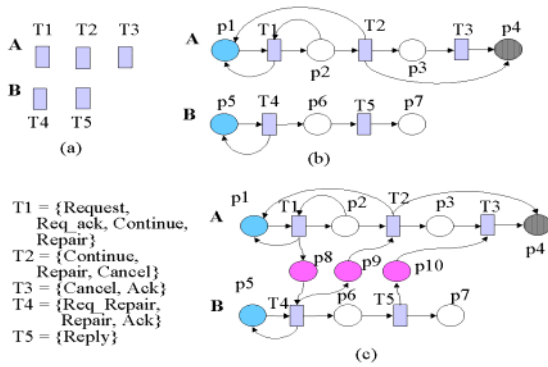 T1 T2 T3
A
B
T4 T5
(a)
p1 T1 T2 T3 p4
A
p2 p3
p5 T4 p6 T5 p7
B
(b)
T1 = {Request,
Req_ack, Continue,
Repair}
T2 = {Continue,
Repair, Cancel}
T3 = {Cancel, Ack}
T4 = {Req_Repair,
Repair, Ack}
T5 = {Reply}
p1 T1 p2 T2 p3 T3
A
p4
p8 p9 p10
p5 T4 p6 T5 p7
B
(c)